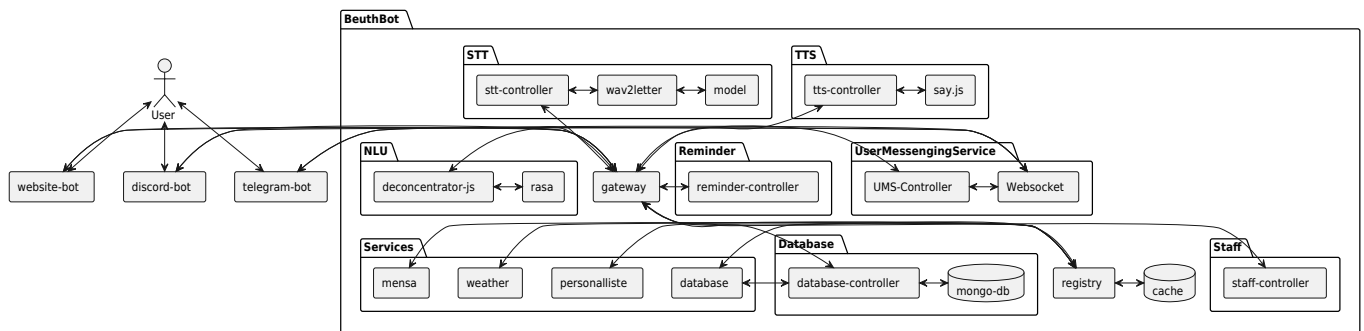 BeuthBot
STT
TTS
stt-controller
wav2letter
model
tts-controller
say.js
User
NLU
Reminder
UserMessengingService
website-bot
discord-bot
telegram-bot
deconcentrator-js
rasa
gateway
reminder-controller
UMS-Controller
Websocket
Services
Database
Staff
mensa
weather
personalliste
database
database-controller
mongo-db
registry
cache
staff-controller